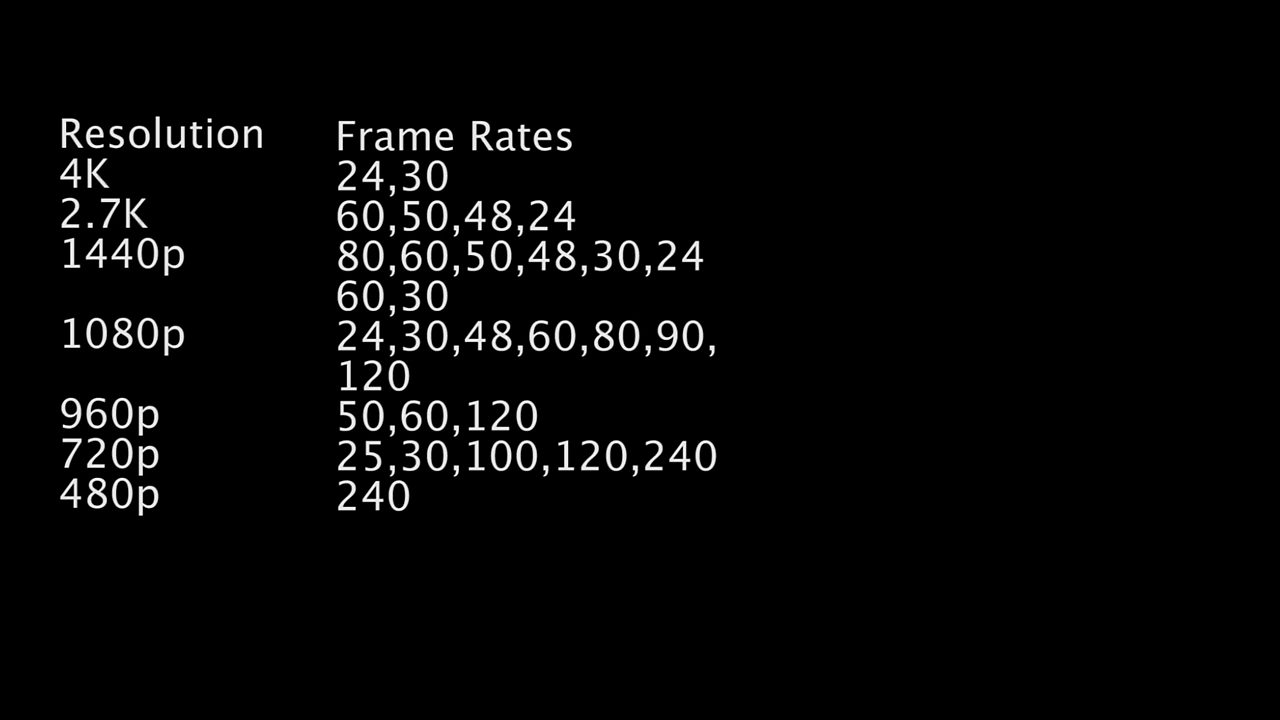 Resolution Frame Rates
4K 24,30
2.7K 60,50,48,24
1440p 80,60,50,48,30,24
60,30
1080p 24,30,48,60,80,90,
120
960p 50,60,120
720p 25,30,100,120,240
480p 240